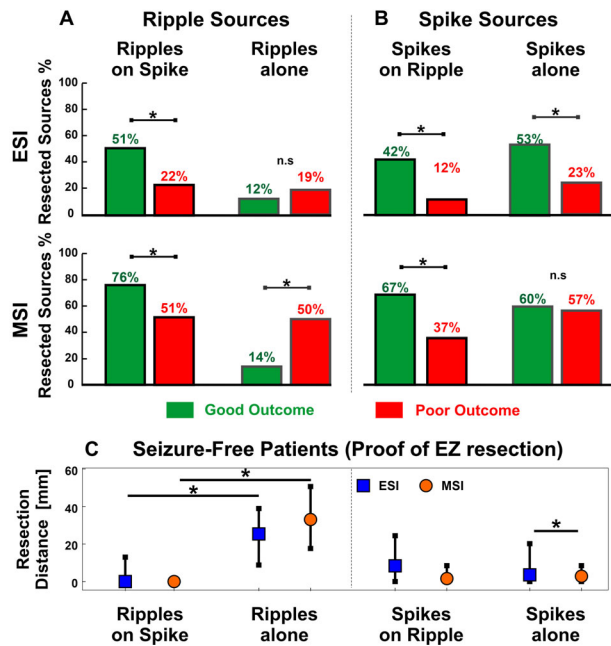 A Ripple Sources
B Spike Sources
Ripples on Spike
Ripples alone
Spikes on Ripple
Spikes alone
ESI
Resected Sources %
100
80
60
40
20
0
51%
*
22%
12%
n.s
19%
42%
*
12%
53%
*
23%
MSI
Resected Sources %
100
80
60
40
20
0
76%
*
51%
14%
*
50%
67%
*
37%
60%
n.s
57%
Good Outcome
Poor Outcome
C Seizure-Free Patients (Proof of EZ resection)
Resection
Distance [mm]
60
40
20
0
*
*
ESI
MSI
*
Ripples on Spike
Ripples alone
Spikes on Ripple
Spikes alone